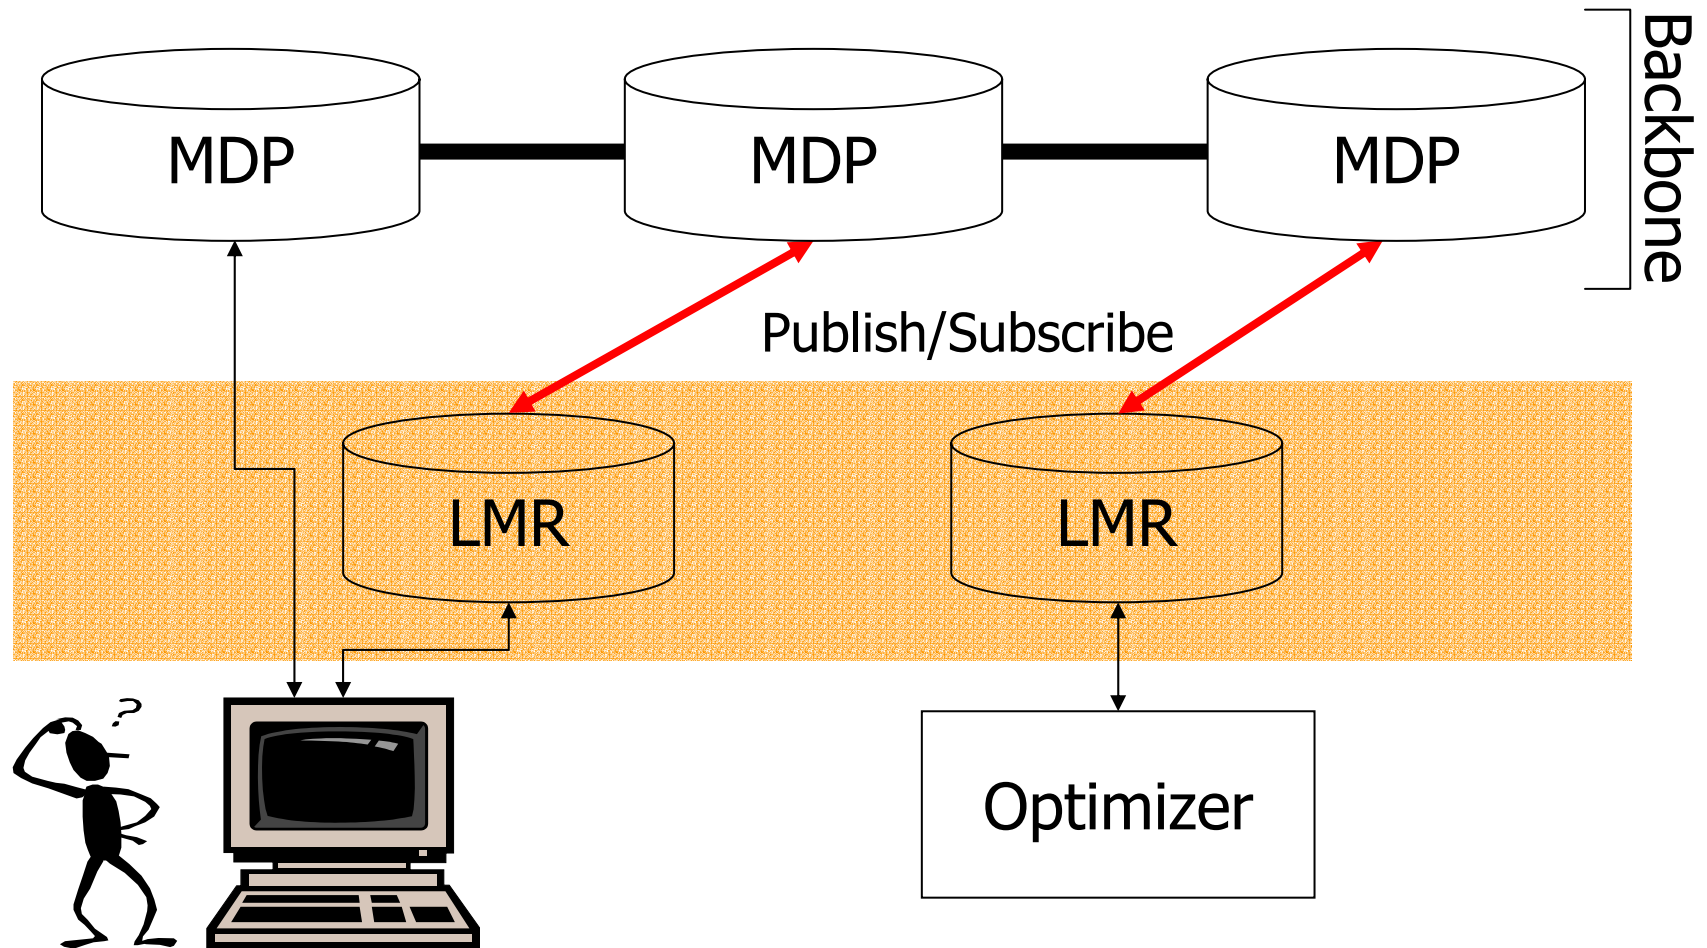 Backbone
MDP
MDP
MDP
Publish/Subscribe
LMR
LMR
?
Optimizer